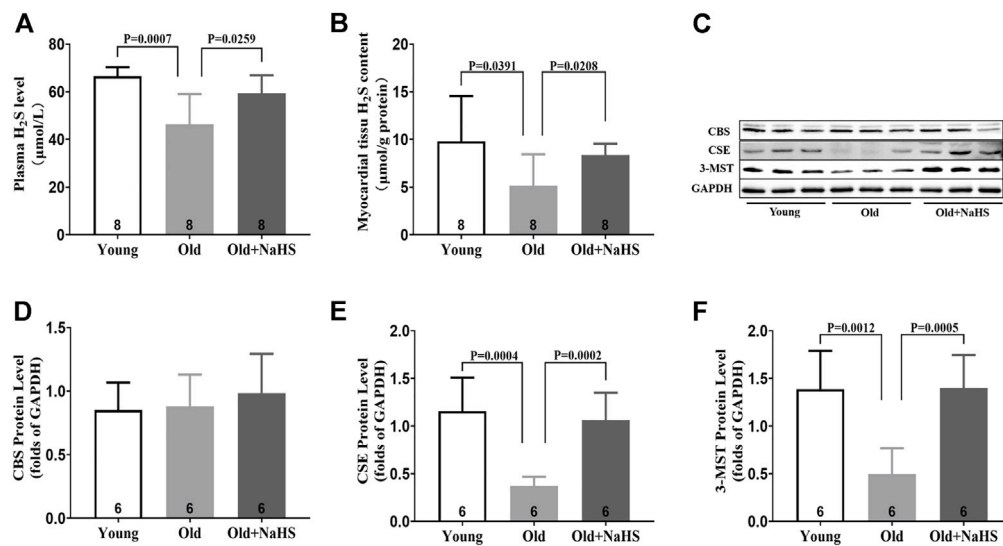 A
Plasma H₂S level
(μmol/L)
80
60
40
20
0
P=0.0007
P=0.0259
8
8
8
Young
Old
Old+NaHS
B
Myocardial tissu H₂S content
(μmol/g protein)
20
15
10
5
0
P=0.0391
P=0.0208
8
8
8
Young
Old
Old+NaHS
C
CBS
CSE
3-MST
GAPDH
Young
Old
Old+NaHS
D
CBS Protein Level
(folds of GAPDH)
1.5
1.0
0.5
0.0
6
6
6
Young
Old
Old+NaHS
E
CSE Protein Level
(folds of GAPDH)
2.0
1.5
1.0
0.5
0.0
P=0.0004
P=0.0002
6
6
6
Young
Old
Old+NaHS
F
3-MST Protein Level
(folds of GAPDH)
2.0
1.5
1.0
0.5
0.0
P=0.0012
P=0.0005
6
6
6
Young
Old
Old+NaHS